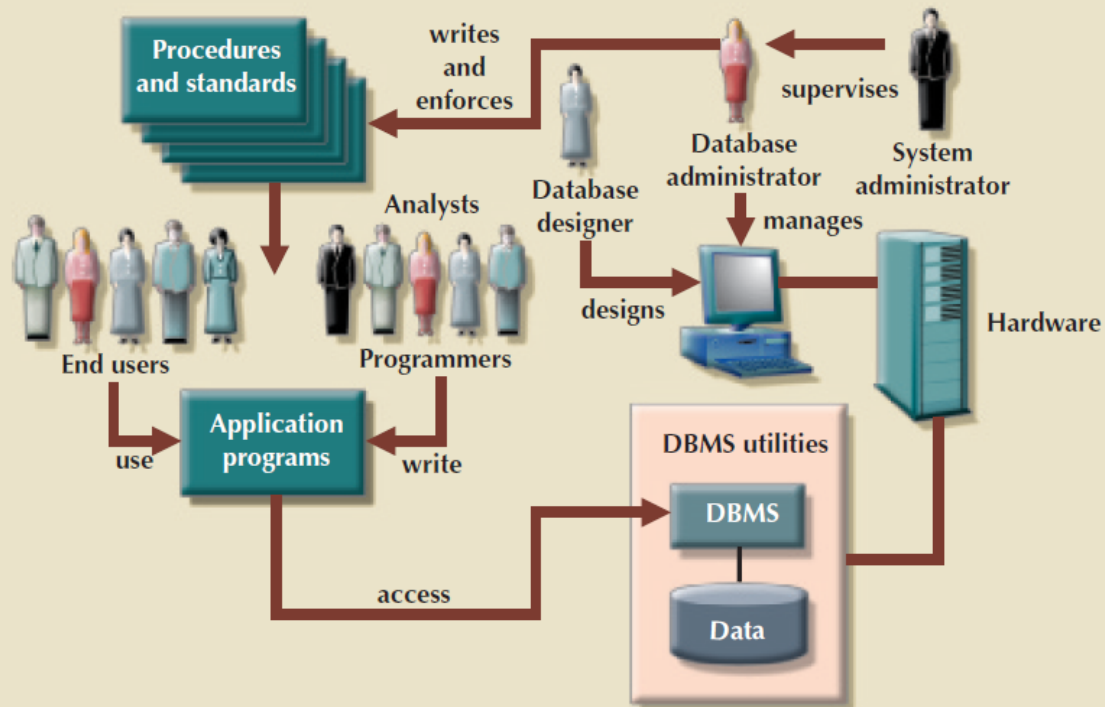 Procedures
and standards
writes
and
enforces
supervises
Database
administrator
System
administrator
Database
designer
Analysts
manages
designs
Hardware
End users
Programmers
Application
programs
use
write
DBMS utilities
DBMS
access
Data